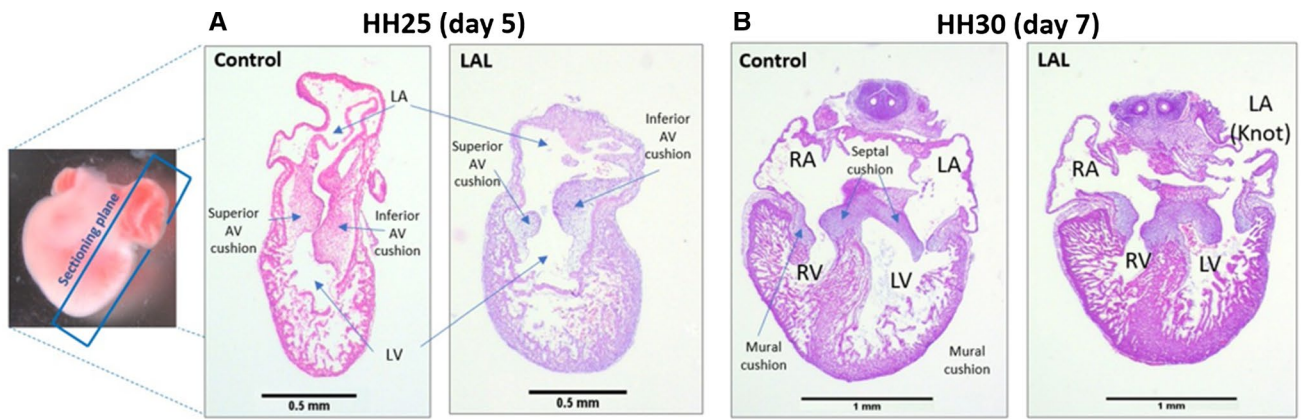 A
HH25 (day 5)
B
HH30 (day 7)
Control
LAL
Control
LAL
LA
Inferior
AV
cushion
Superior
AV
cushion
LA
(Knot)
Septal
cushion
RA
LA
RA
Sectioning plane
Superior
AV
cushion
Inferior
AV
cushion
RV
LV
RV
LV
LV
Mural
cushion
Mural
cushion
0.5 mm
0.5 mm
1 mm
1 mm